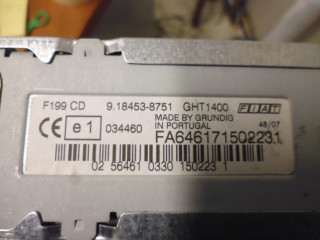 F199 CD 9.18453-8751 GHT1400 FIAT
CE e1 034460 MADE BY GRUNDIG 48/07
IN PORTUGAL
FA646171502231
02 56461 0330 150223 1